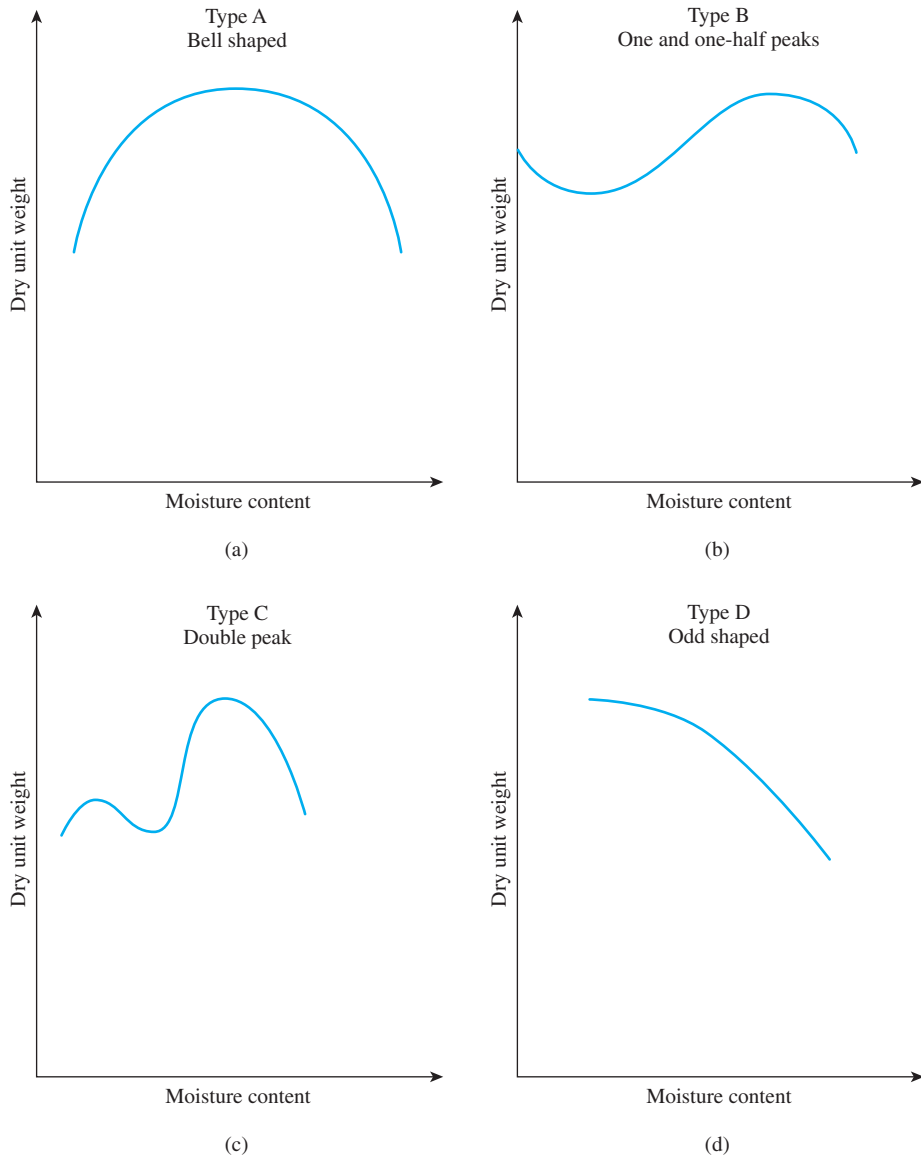 Type A
Bell shaped
Dry unit weight
Moisture content
(a)
Type B
One and one-half peaks
Dry unit weight
Moisture content
(b)
Type C
Double peak
Dry unit weight
Moisture content
(c)
Type D
Odd shaped
Dry unit weight
Moisture content
(d)